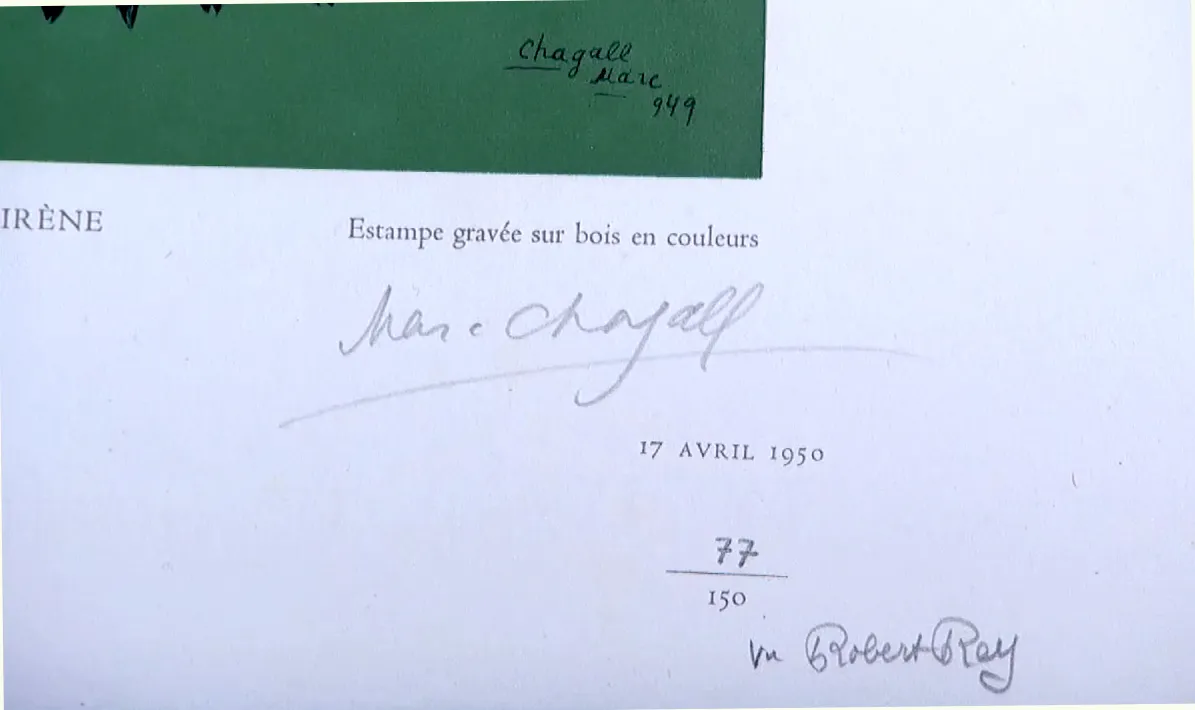 Chagall
Marc
949
IRÈNE Estampe gravée sur bois en couleurs
Marc Chagall
17 AVRIL 1950
77
150
vu Robert Rey